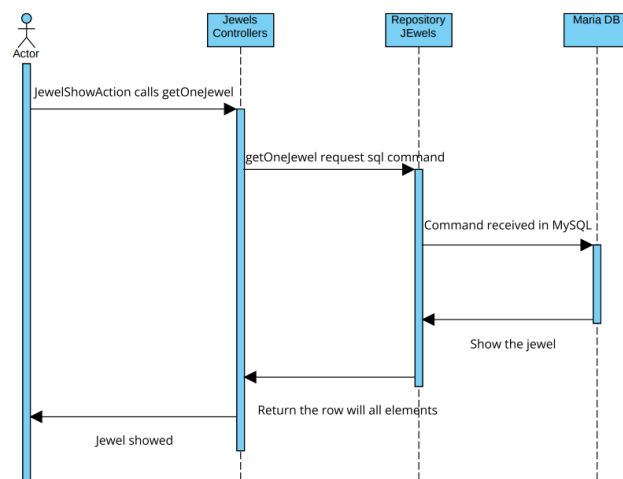 Actor
Jewels
Controllers
Repository
JEwels
Maria DB
JewelShowAction calls getOneJewel
getOneJewel request sql command
Command received in MySQL
Show the jewel
Return the row will all elements
Jewel showed